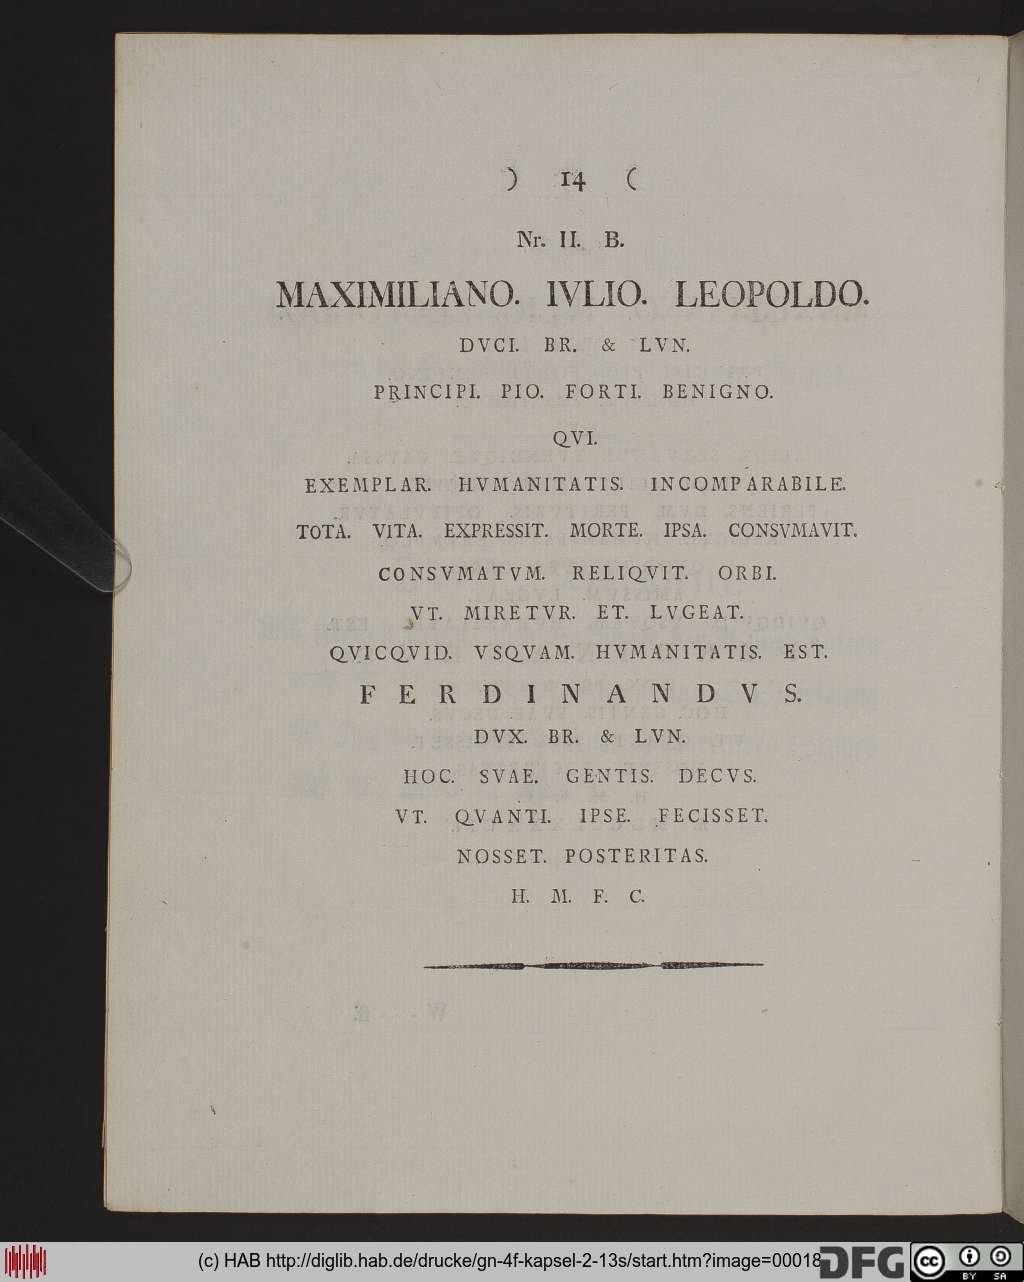 ) 14 (
Nr. II. B.
MAXIMILIANO. IVLIO. LEOPOLDO.
DVCI. BR. & LVN.
PRINCIPI. PIO. FORTI. BENIGNO.
QVI.
EXEMPLAR. HVMANITATIS. INCOMPARABILE.
TOTA. VITA. EXPRESSIT. MORTE. IPSA. CONSVMAVIT.
CONSVMATVM. RELIQVIT. ORBI.
VT. MIRETVR. ET. LVGEAT.
QVICQVID. VSQVAM. HVMANITATIS. EST.
FERDINANDVS.
DVX. BR. & LVN.
HOC. SVAE. GENTIS. DECVS.
VT. QVANTI. IPSE. FECISSET.
NOSSET. POSTERITAS.
H. M. F. C.
(c) HAB http://diglib.hab.de/drucke/gn-4f-kapsel-2-13s/start.htm?image=00018
DFG
cc BY SA